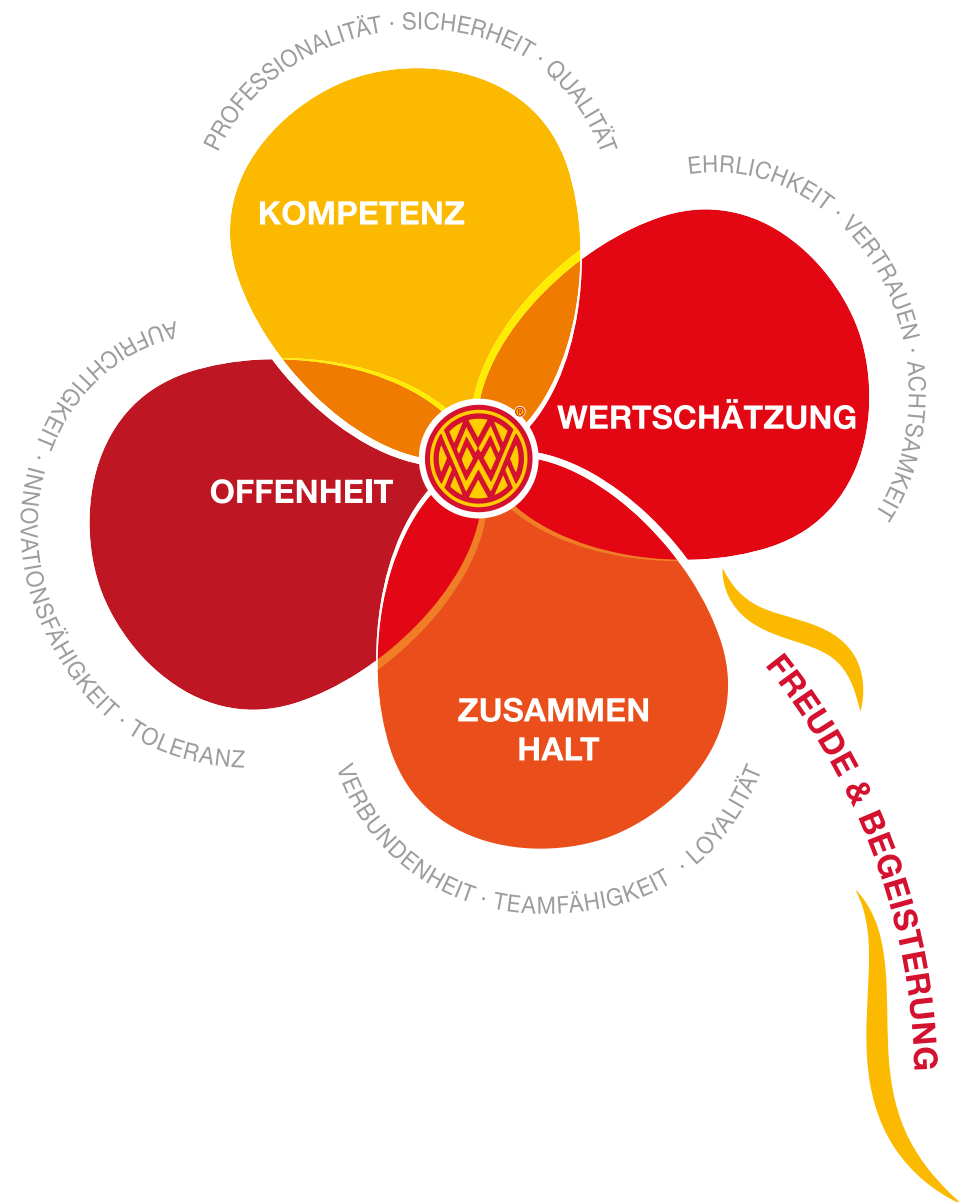 PROFESSIONALITÄT · SICHERHEIT · QUALITÄT
KOMPETENZ
EHRLICHKEIT · VERTRAUEN · ACHTSAMKEIT
WERTSCHÄTZUNG
AUFRICHTIGKEIT · INNOVATIONSFÄHIGKEIT · TOLERANZ
OFFENHEIT
ZUSAMMEN
HALT
VERBUNDENHEIT · TEAMFÄHIGKEIT · LOYALITÄT
FREUDE & BEGEISTERUNG
®